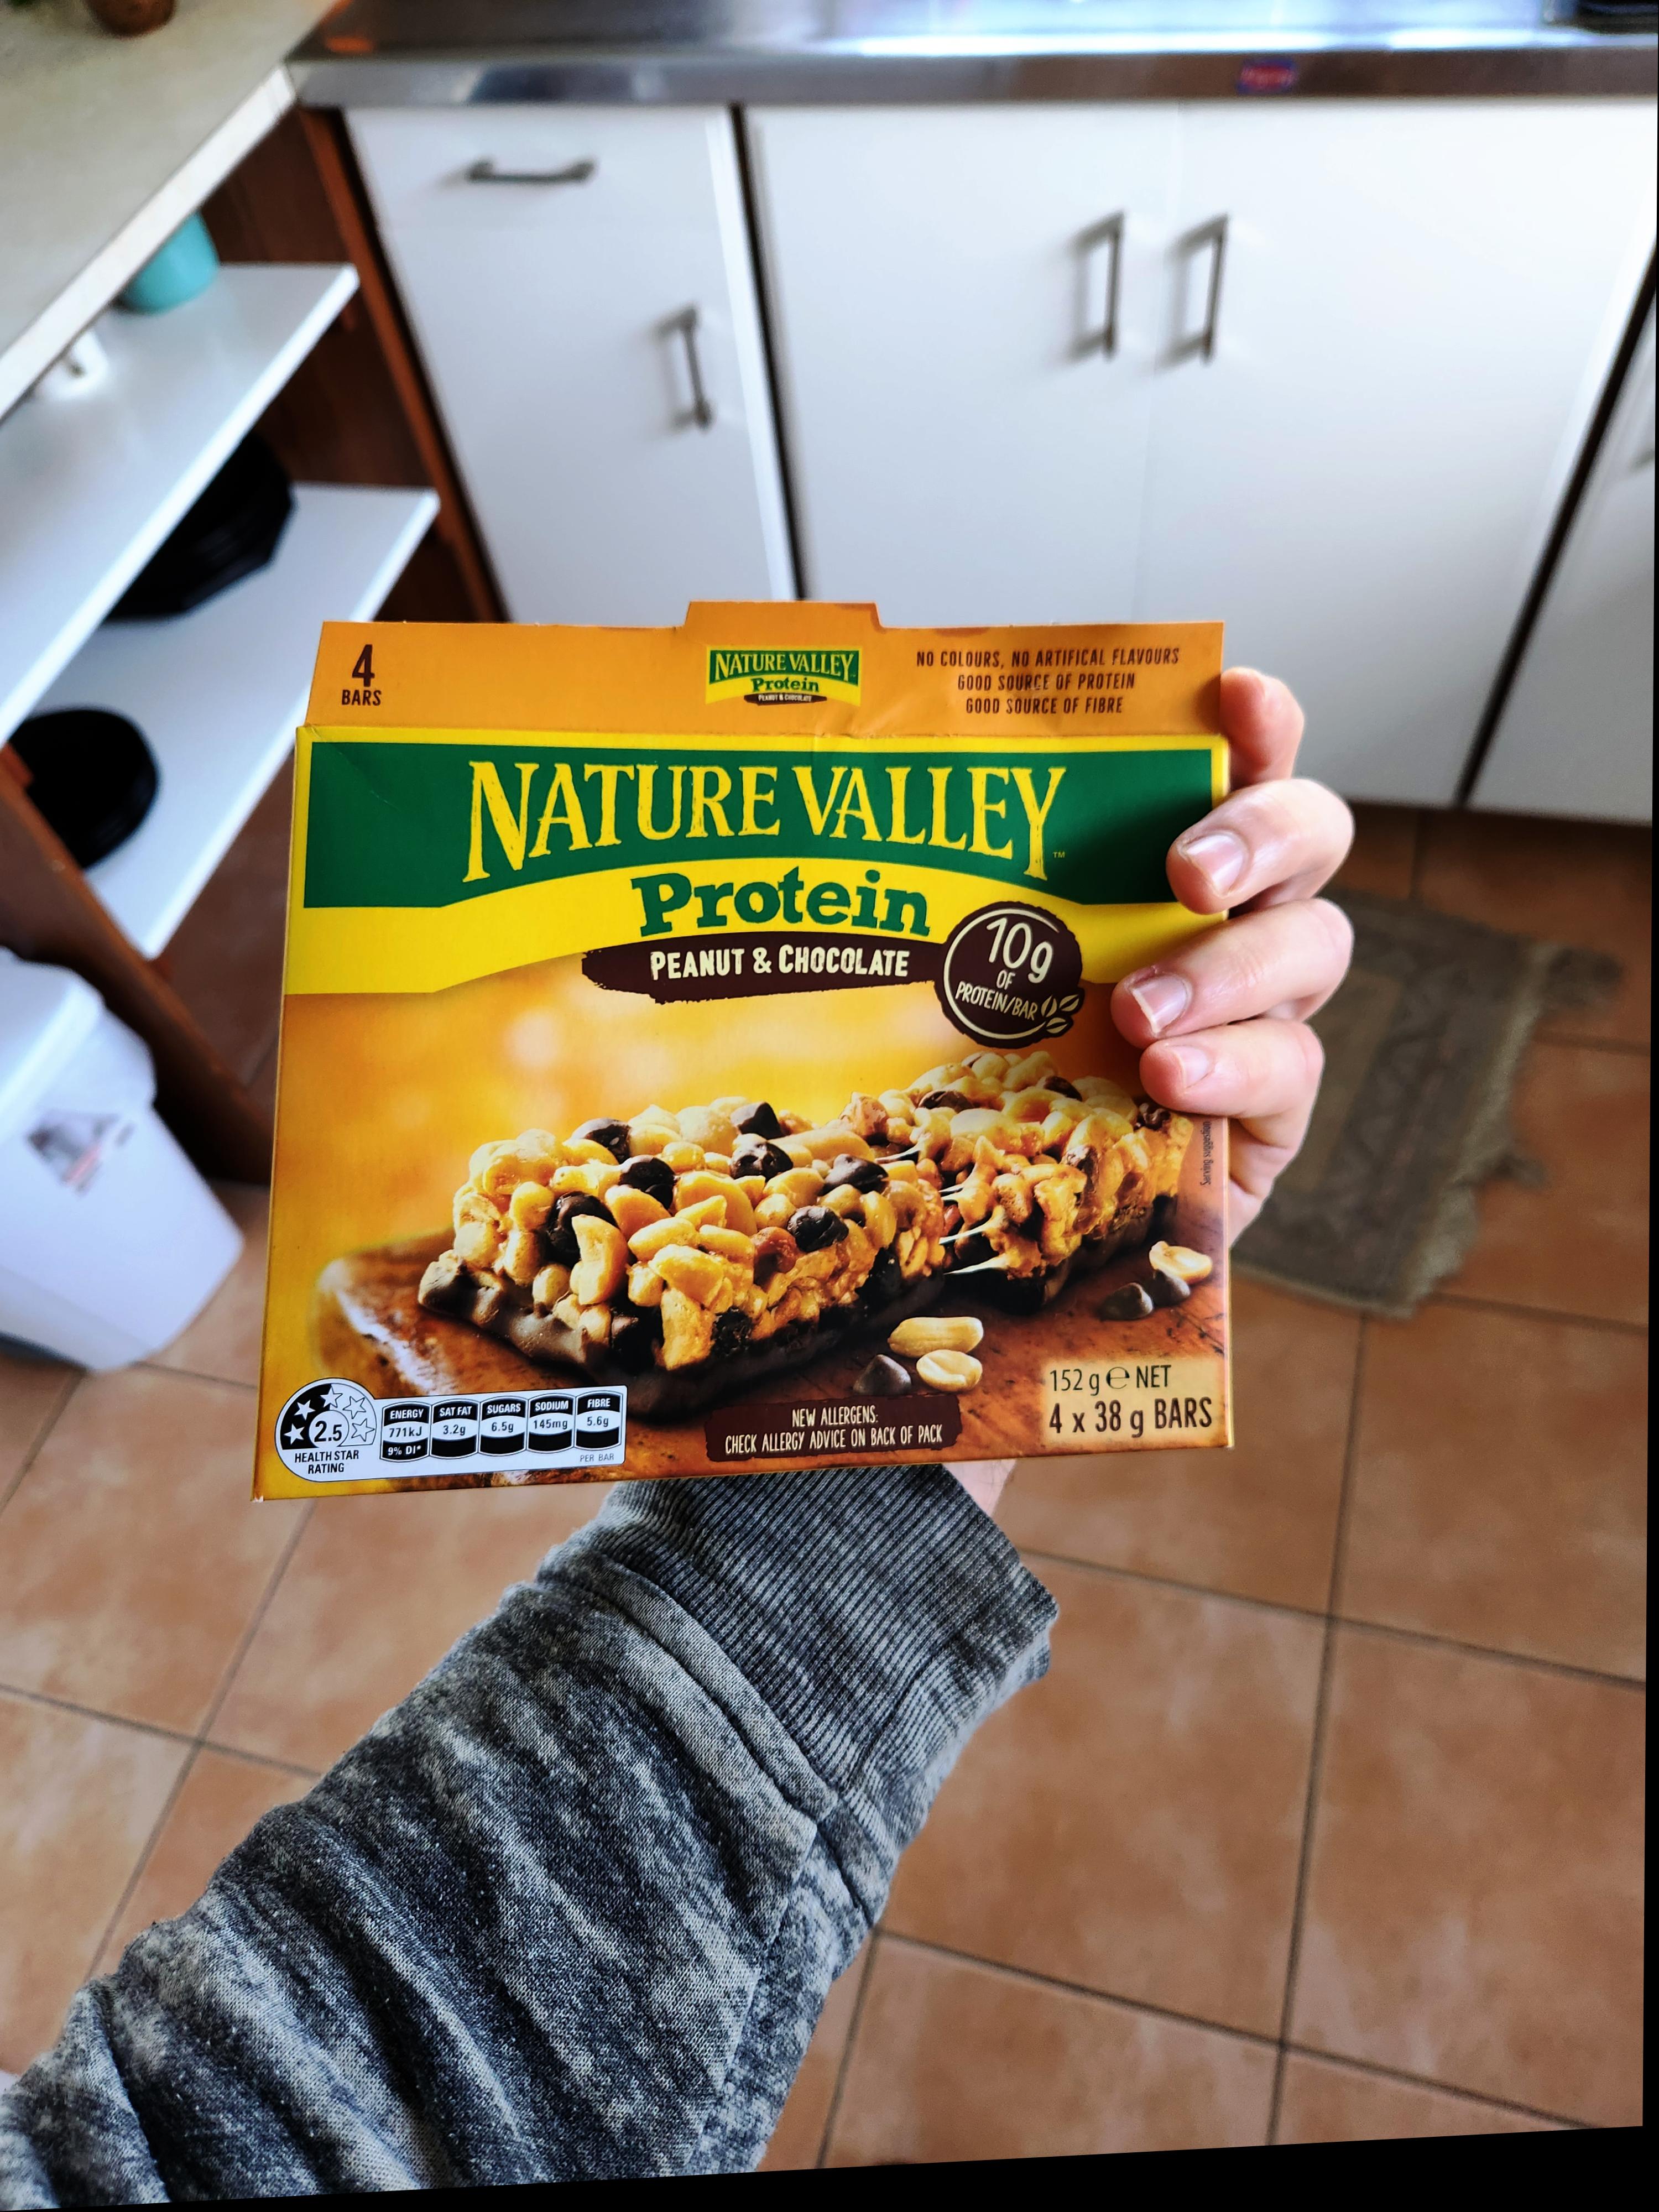 4
BARS
NATURE VALLEY
Protein
PEANUT & CHOCOLATE
NO COLOURS, NO ARTIFICAL FLAVOURS
GOOD SOURCE OF PROTEIN
GOOD SOURCE OF FIBRE
NATURE VALLEY™
Protein
PEANUT & CHOCOLATE
10g
OF
PROTEIN/BAR
Serving suggestion
2.5
HEALTH STAR
RATING
ENERGY
771kJ
9% DI*
SAT FAT
3.2g
SUGARS
6.5g
SODIUM
145mg
FIBRE
5.6g
PER BAR
NEW ALLERGENS:
CHECK ALLERGY ADVICE ON BACK OF PACK
152 g ℮ NET
4 x 38 g BARS